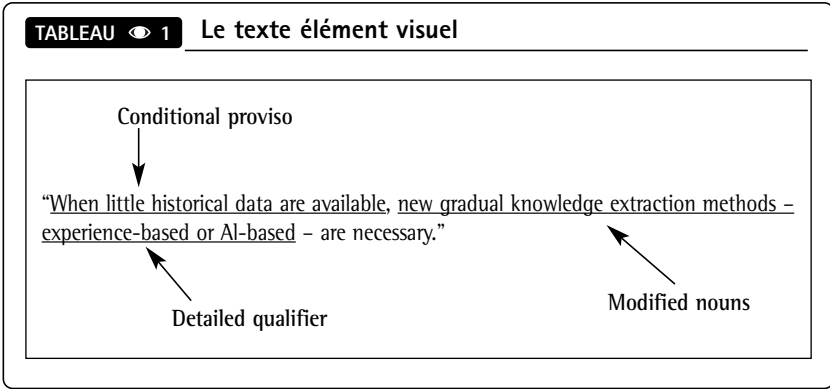 TABLEAU 1 Le texte élément visuel
Conditional proviso
“When little historical data are available, new gradual knowledge extraction methods –
experience-based or AI-based – are necessary.”
Modified nouns
Detailed qualifier